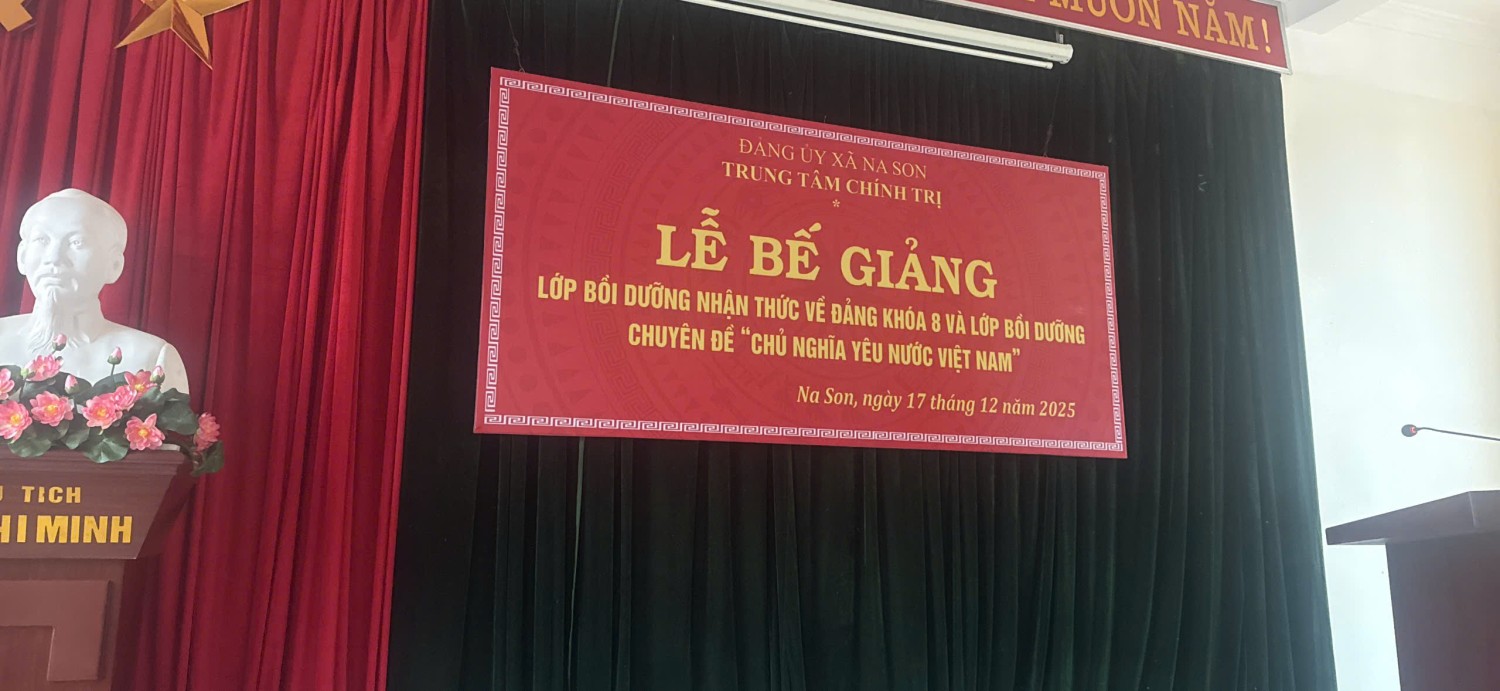 MUÔN NĂM!
ĐẢNG ỦY XÃ NA SON
TRUNG TÂM CHÍNH TRỊ
*
LỄ BẾ GIẢNG
LỚP BỒI DƯỠNG NHẬN THỨC VỀ ĐẢNG KHÓA 8 VÀ LỚP BỒI DƯỠNG
CHUYÊN ĐỀ “CHỦ NGHĨA YÊU NƯỚC VIỆT NAM”
Na Son, ngày 17 tháng 12 năm 2025
TỊCH
HI MINH